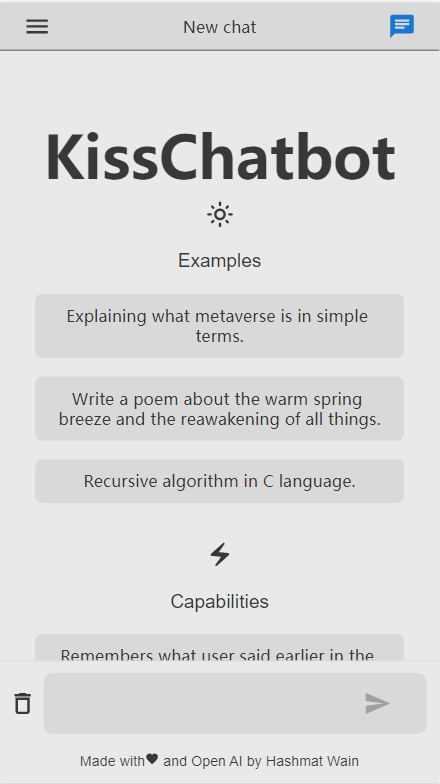 New chat
KissChatbot
Examples
Explaining what metaverse is in simple
terms.
Write a poem about the warm spring
breeze and the reawakening of all things.
Recursive algorithm in C language.
Capabilities
Remembers what user said earlier in the
Made with♥ and Open AI by Hashmat Wain